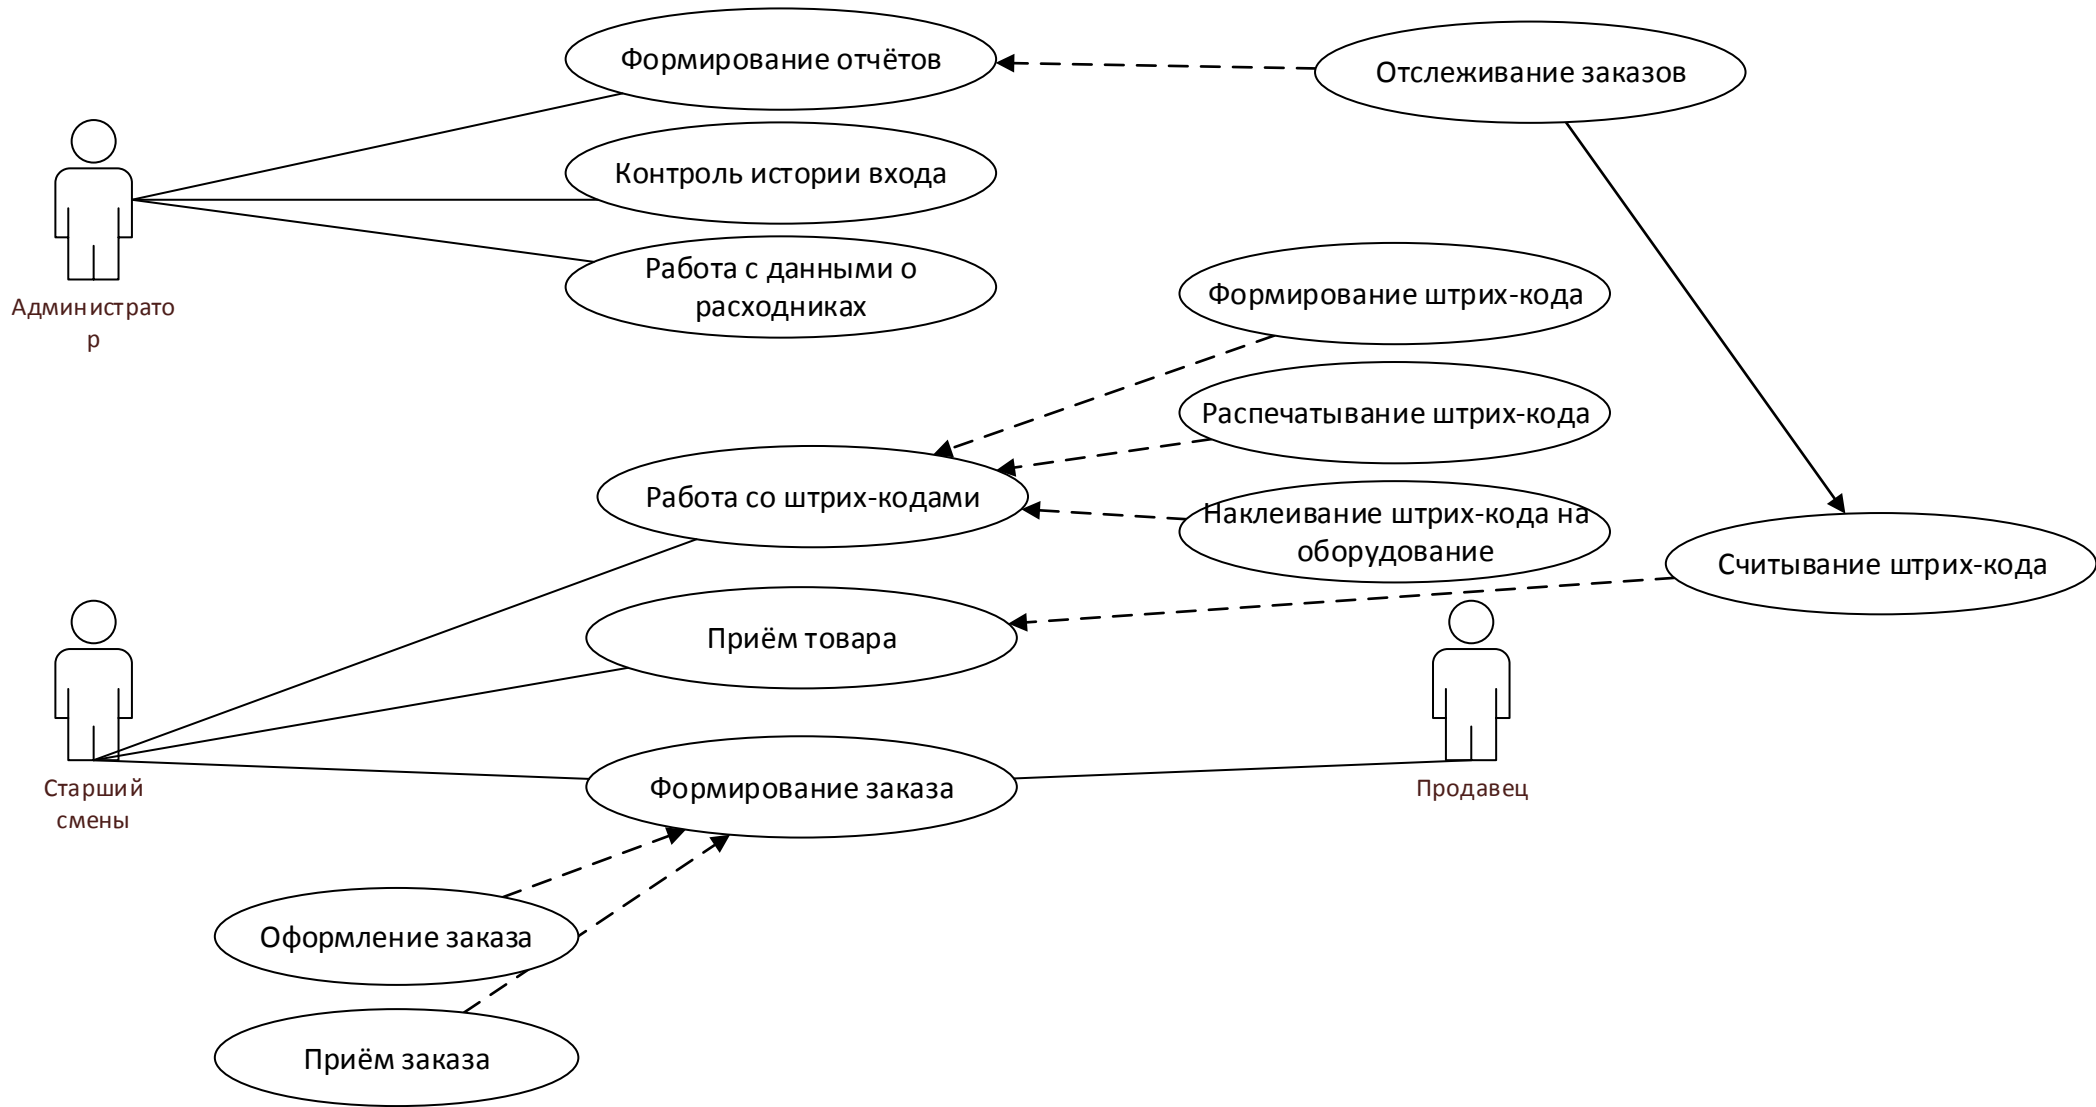 Формирование отчётов
Отслеживание заказов
Контроль истории входа
Работа с данными о
расходниках
Администрато
р
Формирование штрих-кода
Распечатывание штрих-кода
Работа со штрих-кодами
Наклеивание штрих-кода на
оборудование
Считывание штрих-кода
Приём товара
Старший
смены
Формирование заказа
Продавец
Оформление заказа
Приём заказа